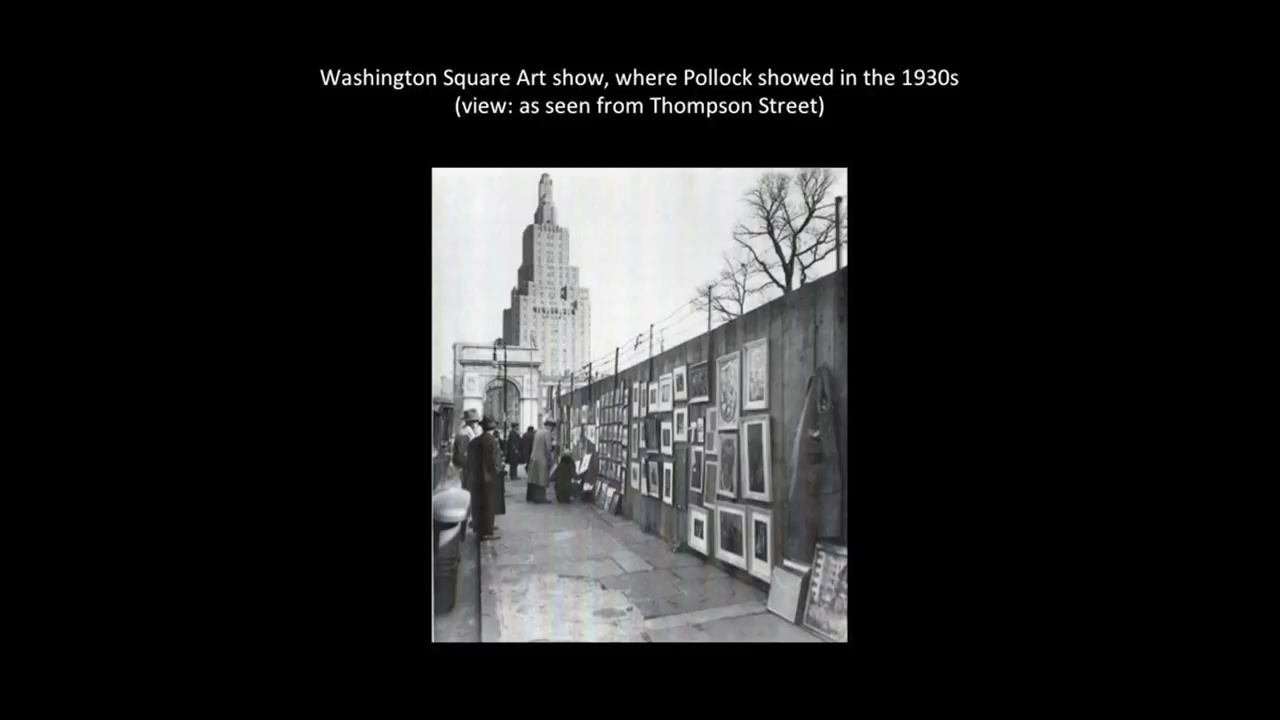 Washington Square Art show, where Pollock showed in the 1930s
(view: as seen from Thompson Street)